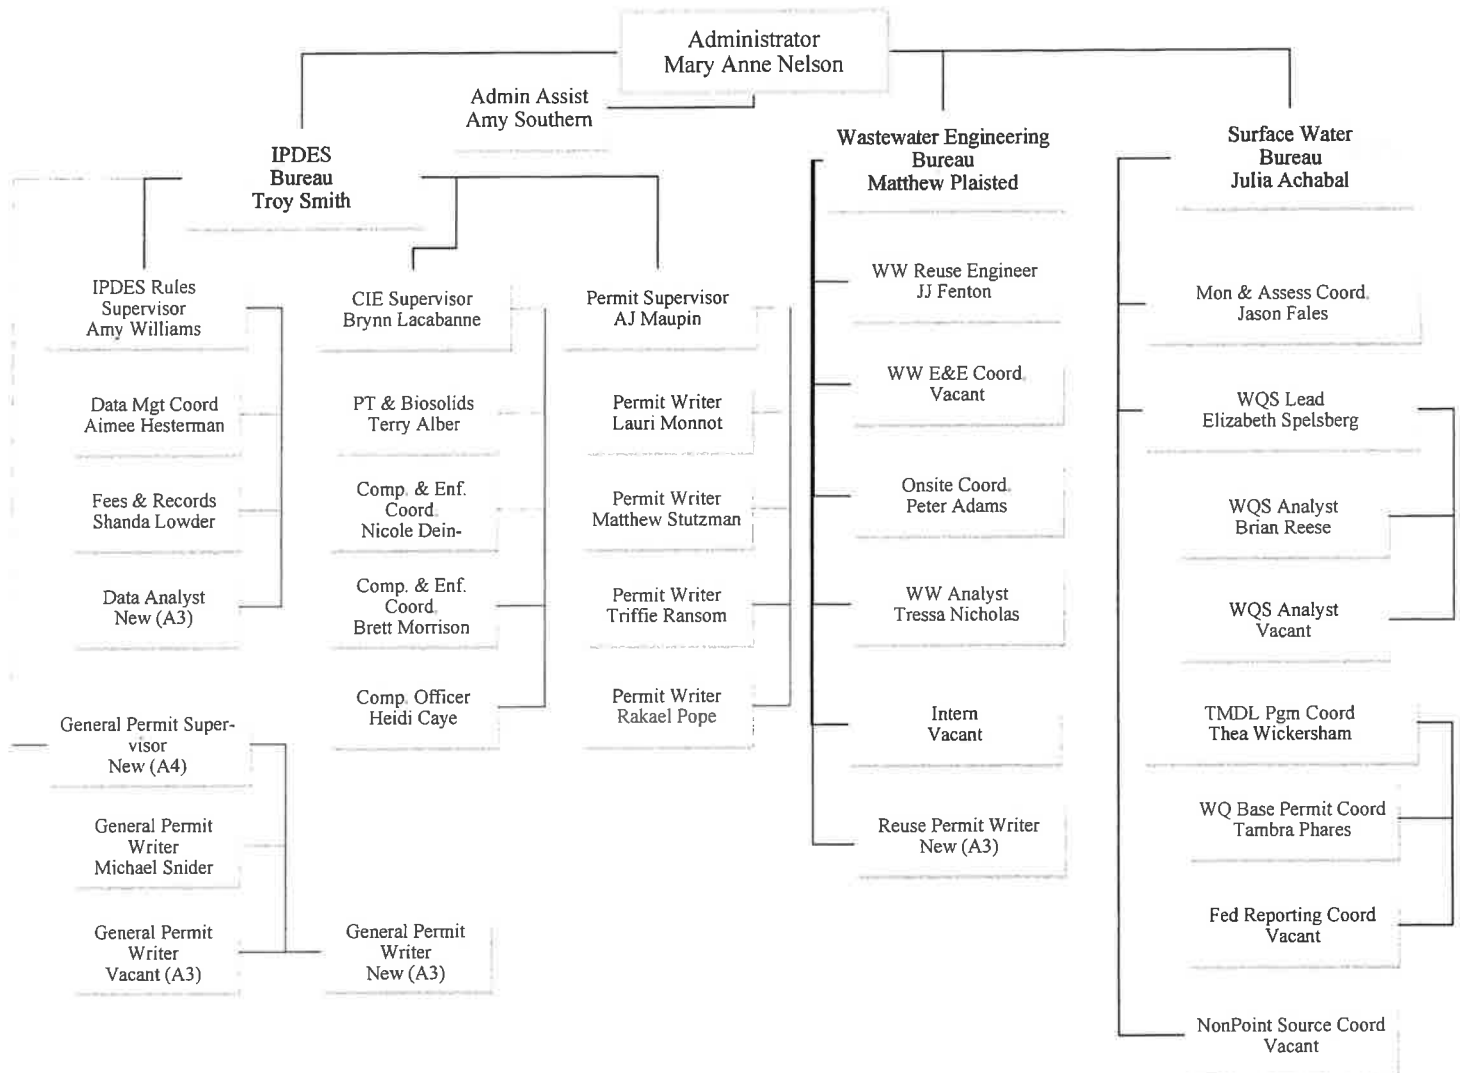 Administrator
Mary Anne Nelson
Admin Assist
Amy Southern
IPDES
Bureau
Troy Smith
IPDES Rules
Supervisor
Amy Williams
Data Mgt Coord
Aimee Hesterman
Fees & Records
Shanda Lowder
Data Analyst
New (A3)
General Permit Super-
visor
New (A4)
General Permit
Writer
Michael Snider
General Permit
Writer
Vacant (A3)
General Permit
Writer
New (A3)
CIE Supervisor
Brynn Lacabanne
PT & Biosolids
Terry Alber
Comp. & Enf.
Coord.
Nicole Dein-
Comp. & Enf.
Coord.
Brett Morrison
Comp. Officer
Heidi Caye
Permit Supervisor
AJ Maupin
Permit Writer
Lauri Monnot
Permit Writer
Matthew Stutzman
Permit Writer
Triffie Ransom
Permit Writer
Rakael Pope
Wastewater Engineering
Bureau
Matthew Plaisted
WW Reuse Engineer
JJ Fenton
WW E&E Coord.
Vacant
Onsite Coord.
Peter Adams
WW Analyst
Tressa Nicholas
Intern
Vacant
Reuse Permit Writer
New (A3)
Surface Water
Bureau
Julia Achabal
Mon & Assess Coord.
Jason Fales
WQS Lead
Elizabeth Spelsberg
WQS Analyst
Brian Reese
WQS Analyst
Vacant
TMDL Pgm Coord
Thea Wickersham
WQ Base Permit Coord
Tambra Phares
Fed Reporting Coord
Vacant
NonPoint Source Coord
Vacant